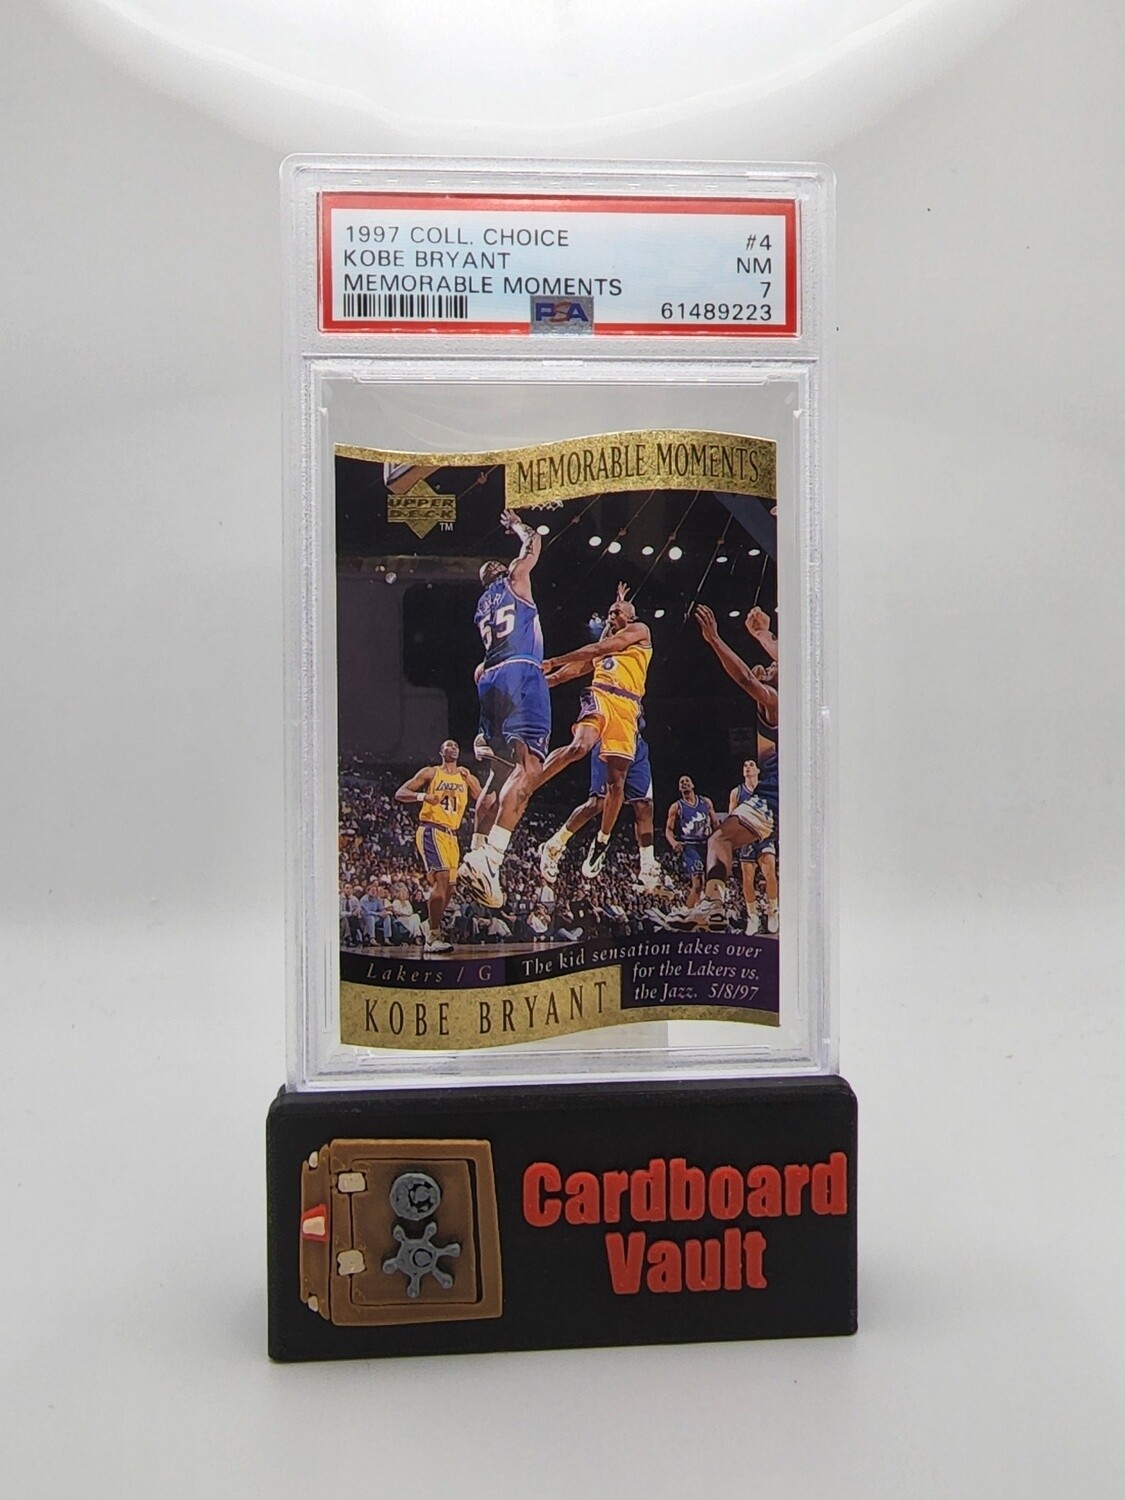 1997 COLL. CHOICE #4
KOBE BRYANT NM
MEMORABLE MOMENTS 7
PSA 61489223
MEMORABLE MOMENTS
UPPER
DECK
TM
55
LAKERS
41
Lakers / G
The kid sensation takes over
for the Lakers vs.
the Jazz. 5/8/97
KOBE BRYANT
Cardboard
Vault